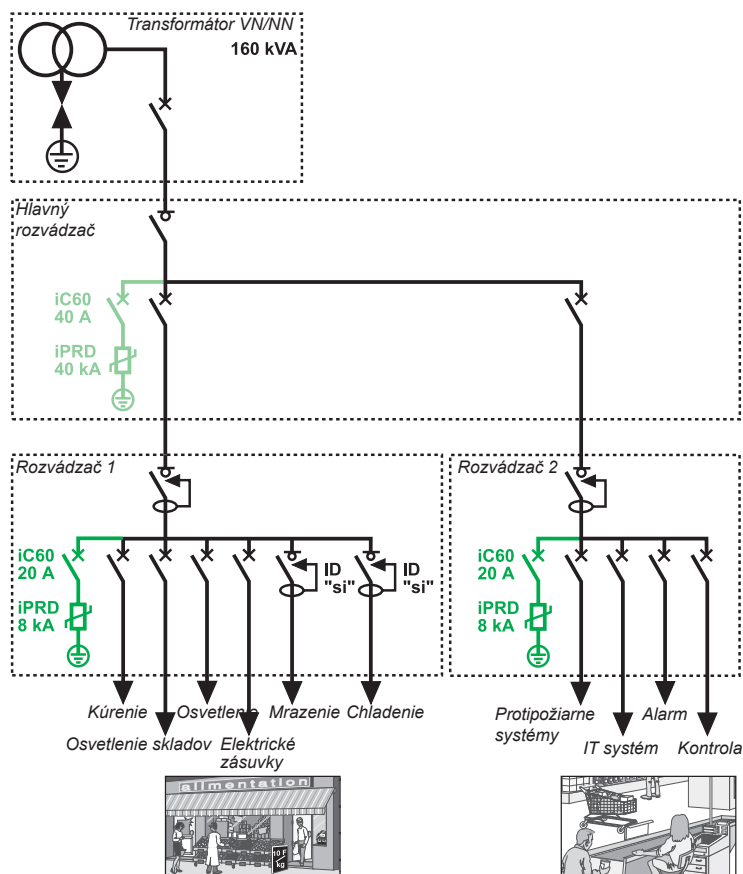 Transformátor VN/NN
160 kVA
Hlavný
rozvádzač
iC60
40 A
iPRD
40 kA
Rozvádzač 1
iC60
20 A
iPRD
8 kA
ID
"si"
ID
"si"
Rozvádzač 2
iC60
20 A
iPRD
8 kA
Kúrenie
Osvetlenie
Mrazenie
Chladenie
Osvetlenie skladov
Elektrické
zásuvky
Protipožiarne
systémy
Alarm
IT systém
Kontrola
alimentation
10 F
kg